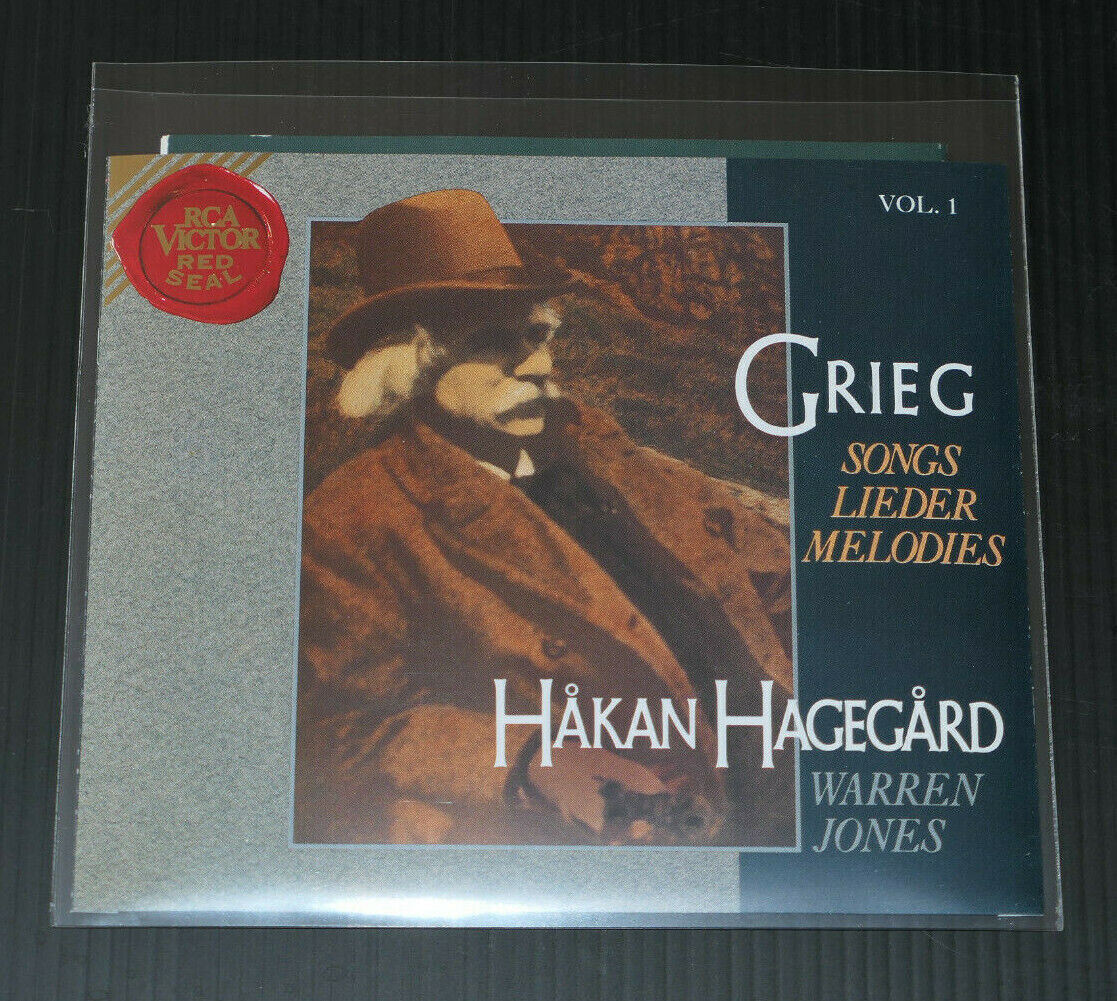 RCA
VICTOR
RED
SEAL
VOL. 1
GRIEG
SONGS
LIEDER
MELODIES
HÅKAN HAGEGÅRD
WARREN
JONES